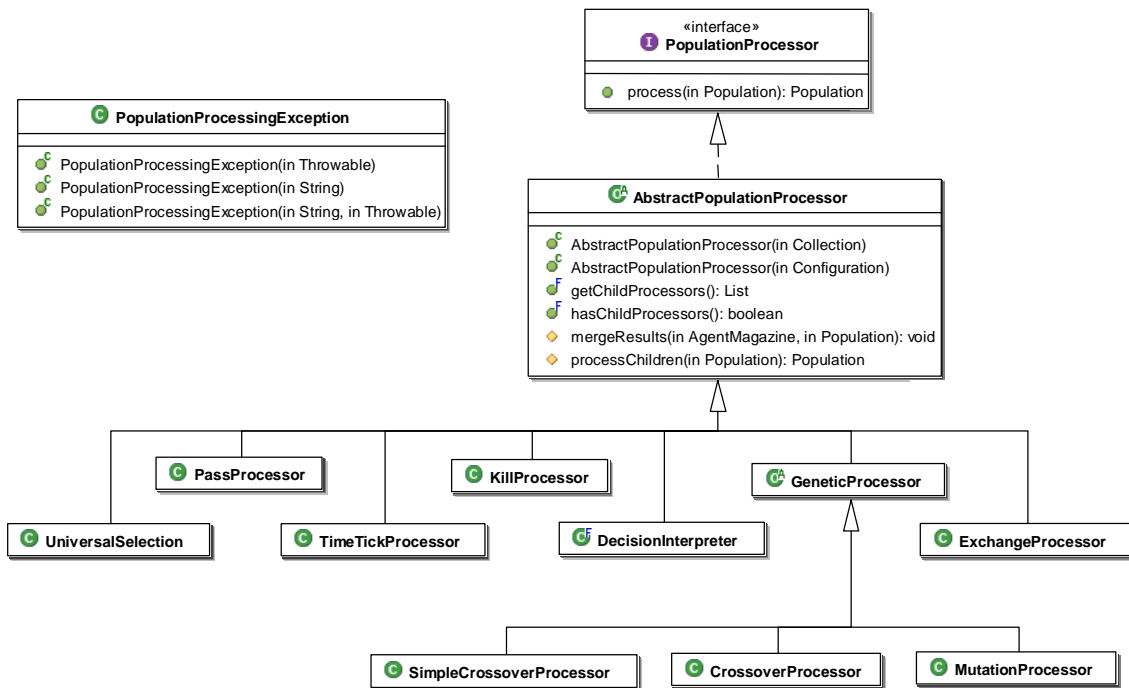 «interface»
PopulationProcessor
process(in Population): Population
PopulationProcessingException
PopulationProcessingException(in Throwable)
PopulationProcessingException(in String)
PopulationProcessingException(in String, in Throwable)
AbstractPopulationProcessor
AbstractPopulationProcessor(in Collection)
AbstractPopulationProcessor(in Configuration)
getChildProcessors(): List
hasChildProcessors(): boolean
mergeResults(in AgentMagazine, in Population): void
processChildren(in Population): Population
PassProcessor
KillProcessor
GeneticProcessor
UniversalSelection
TimeTickProcessor
DecisionInterpreter
ExchangeProcessor
SimpleCrossoverProcessor
CrossoverProcessor
MutationProcessor